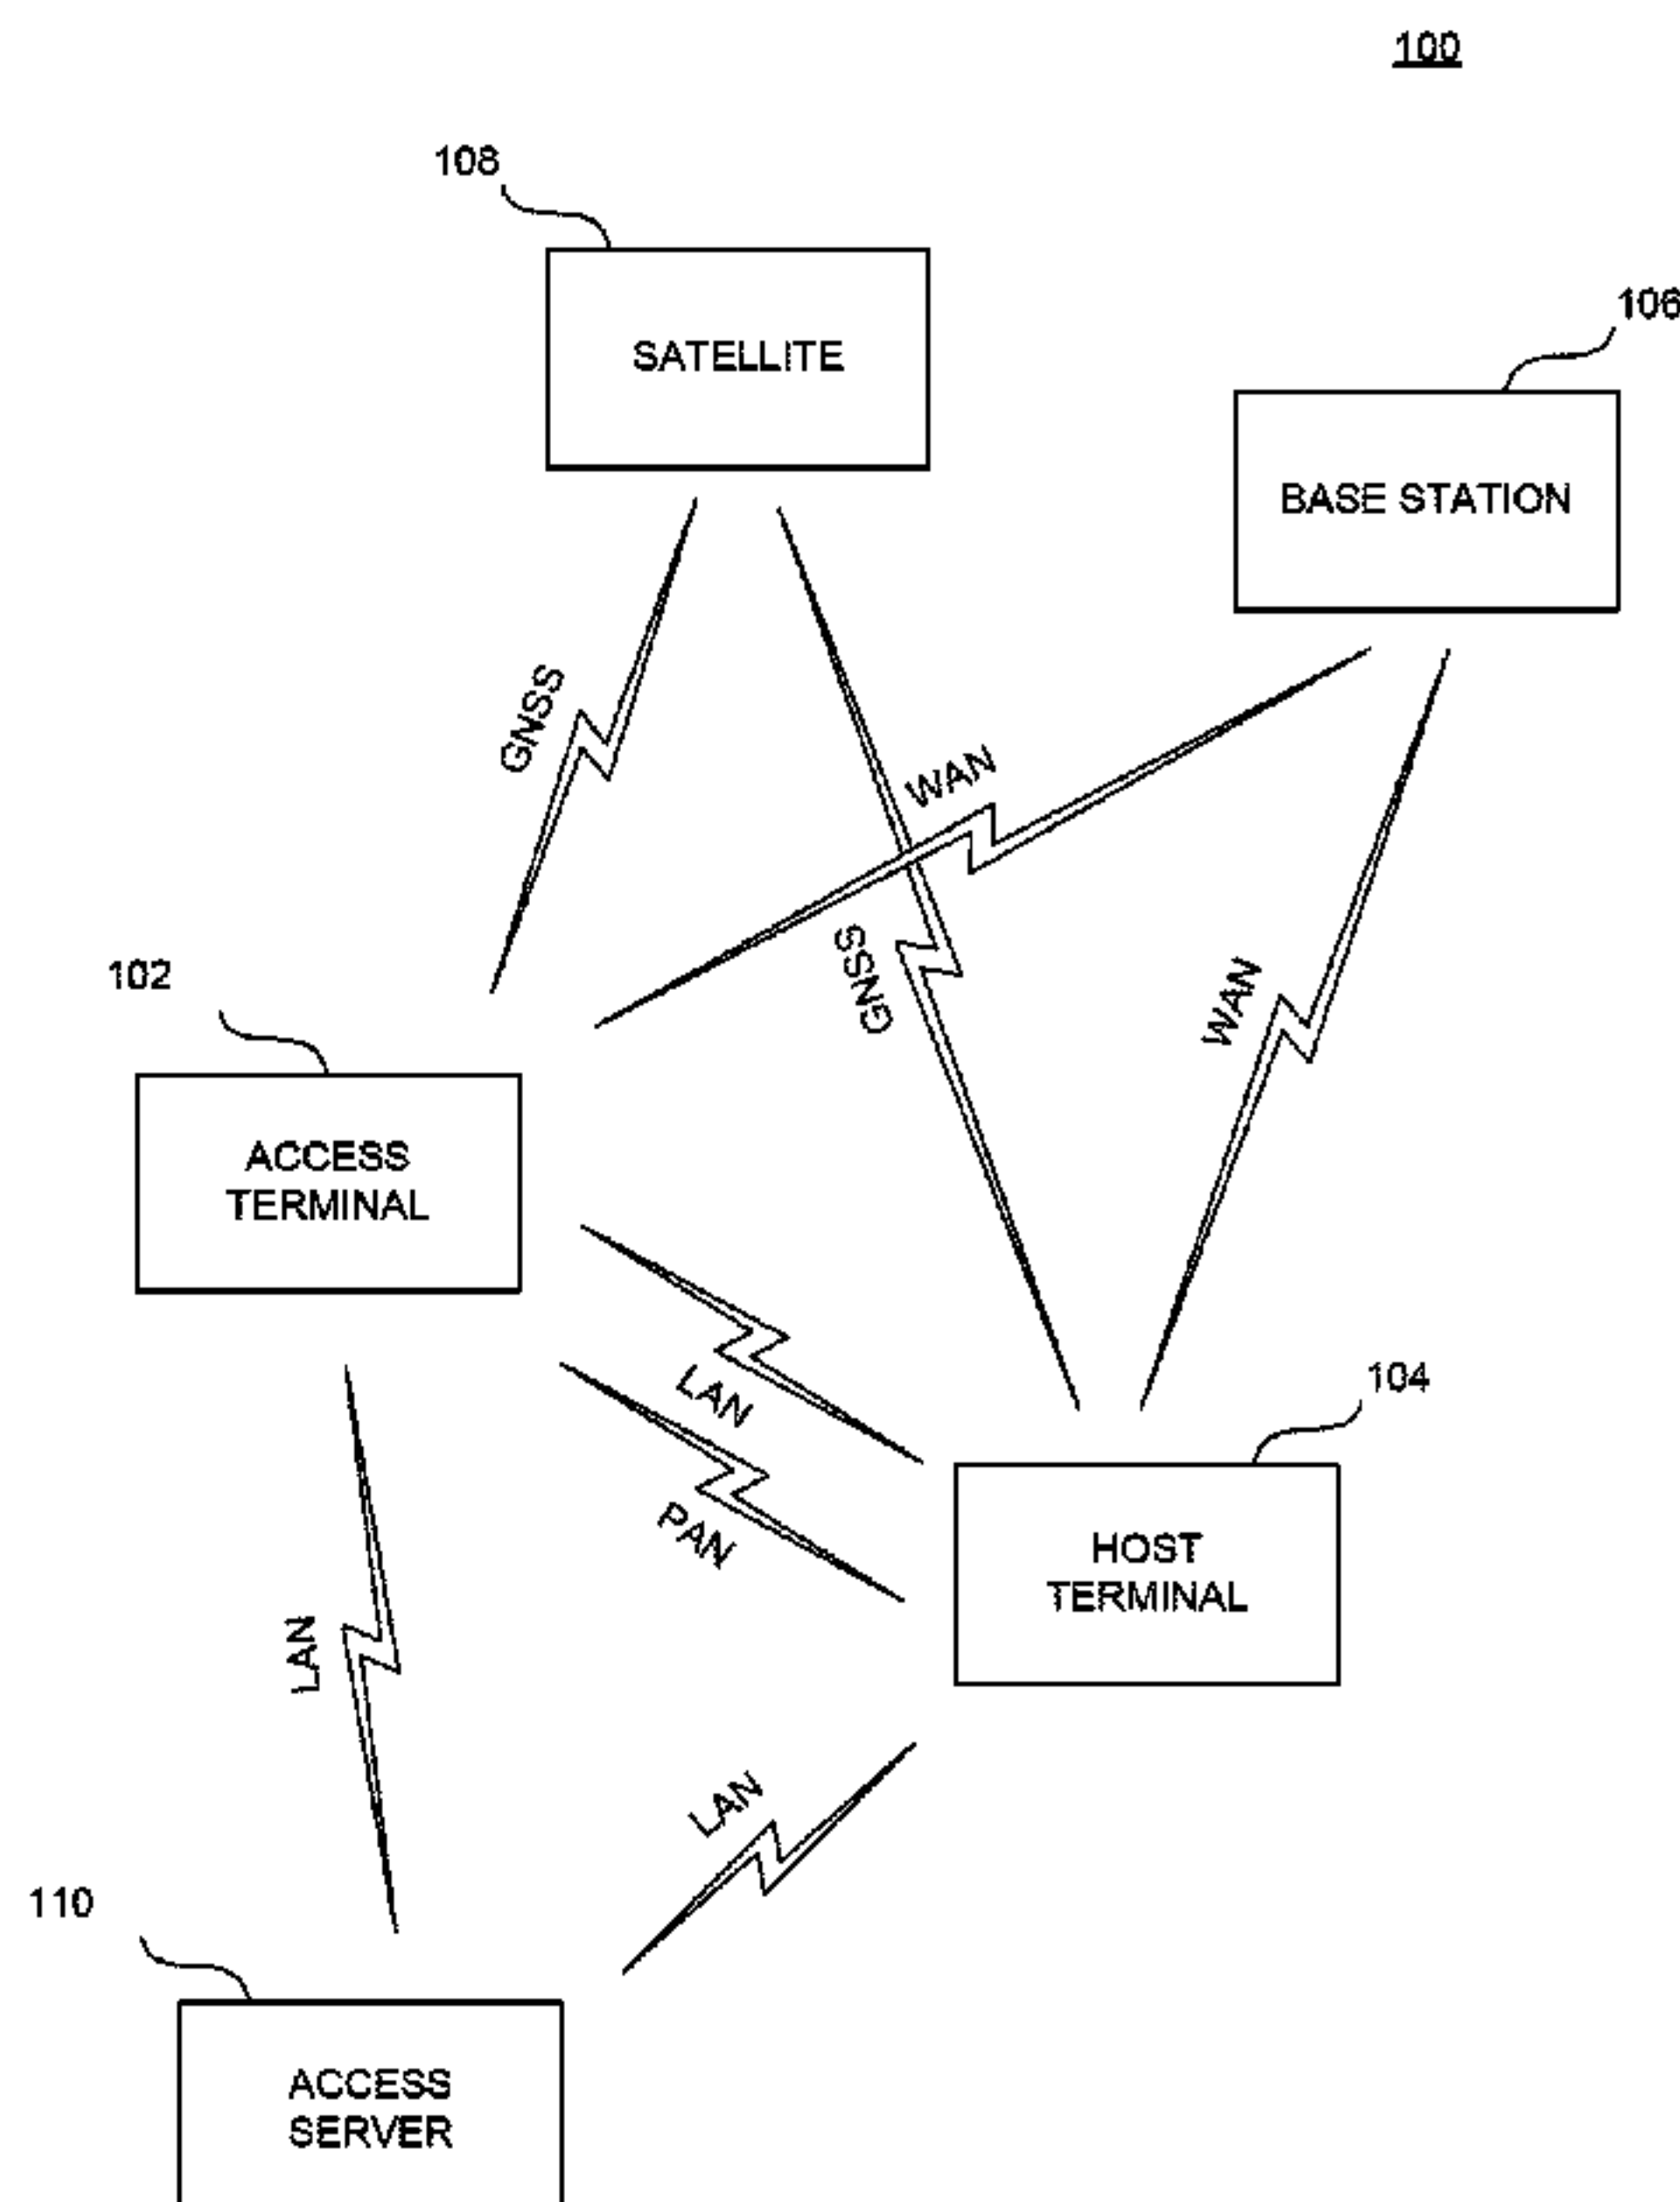 100
108
SATELLITE
106
BASE STATION
GNSS
WAN
GNSS
WAN
102
ACCESS
TERMINAL
LAN
PAN
104
HOST
TERMINAL
LAN
LAN
110
ACCESS
SERVER